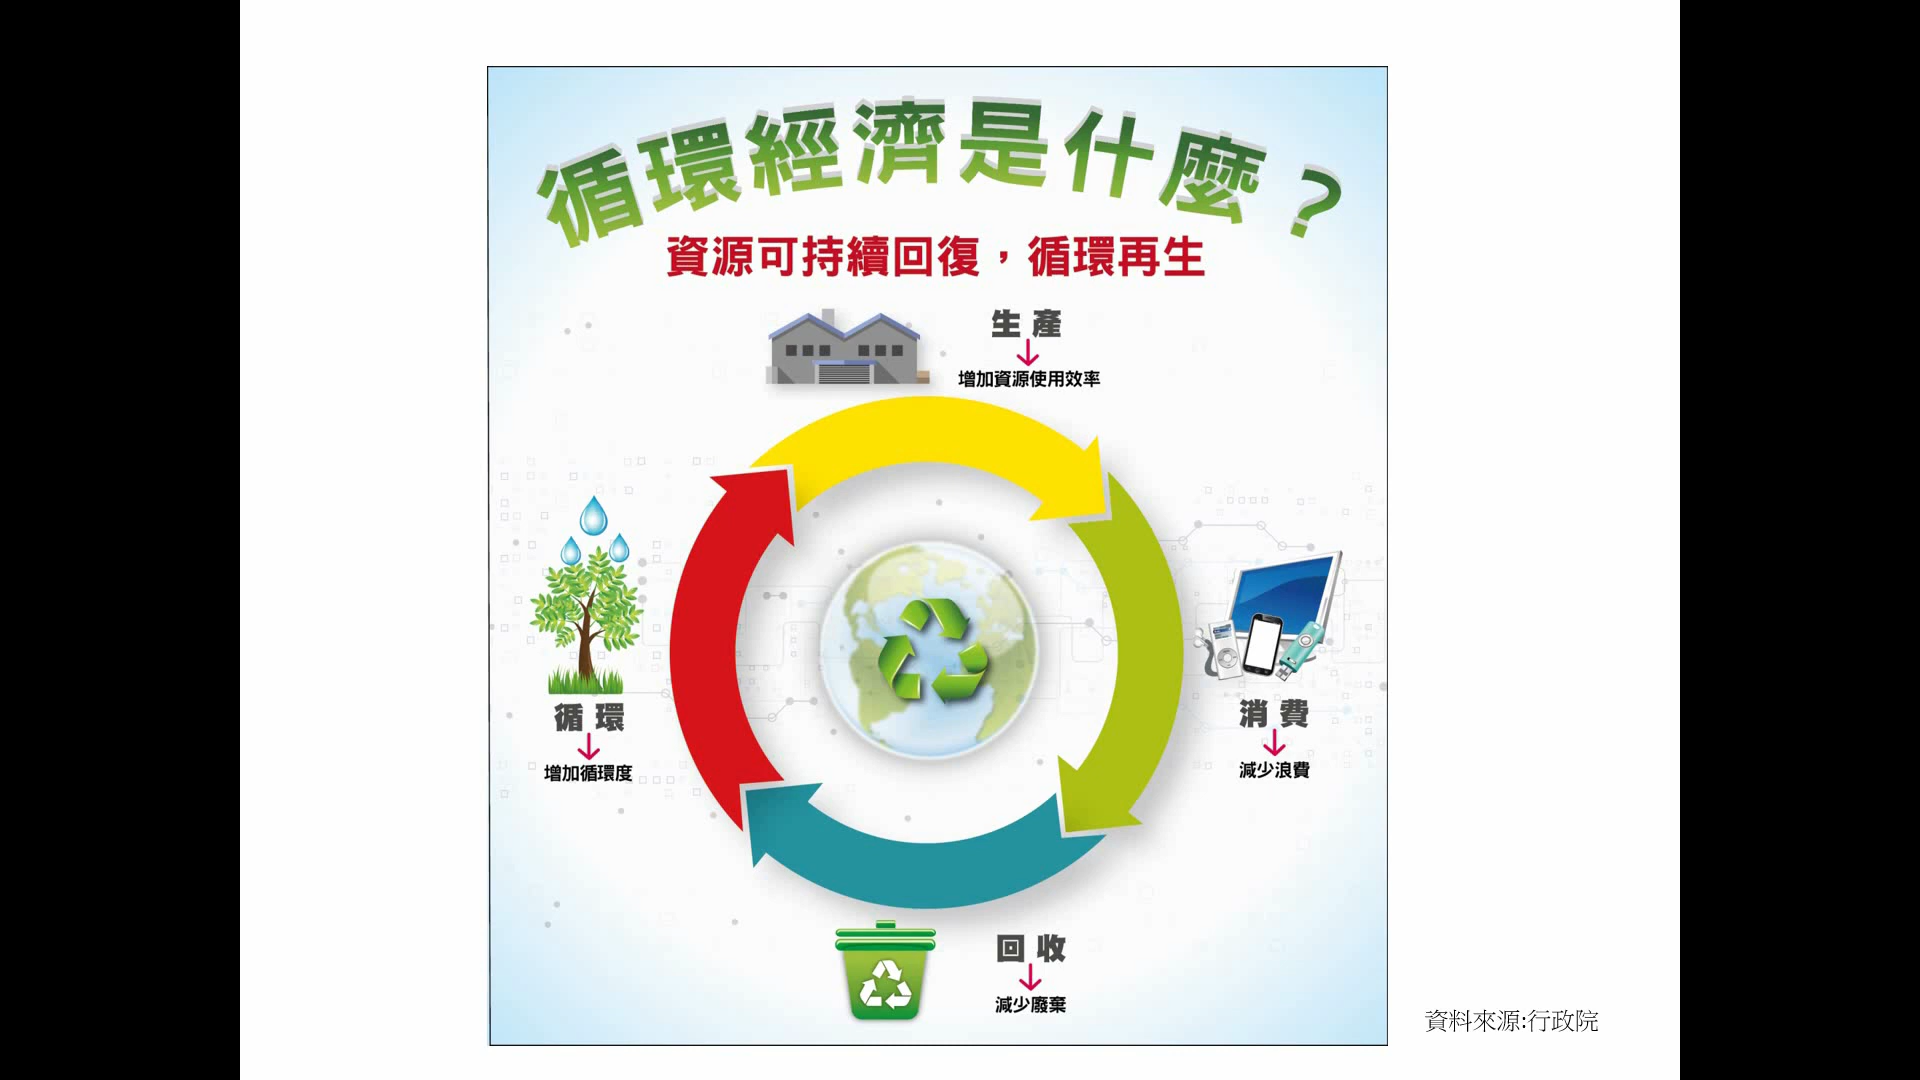 循環經濟是什麼？
資源可持續回復，循環再生
生產
增加資源使用效率
循環
增加循環度
消費
減少浪費
回收
減少廢棄
資料來源:行政院